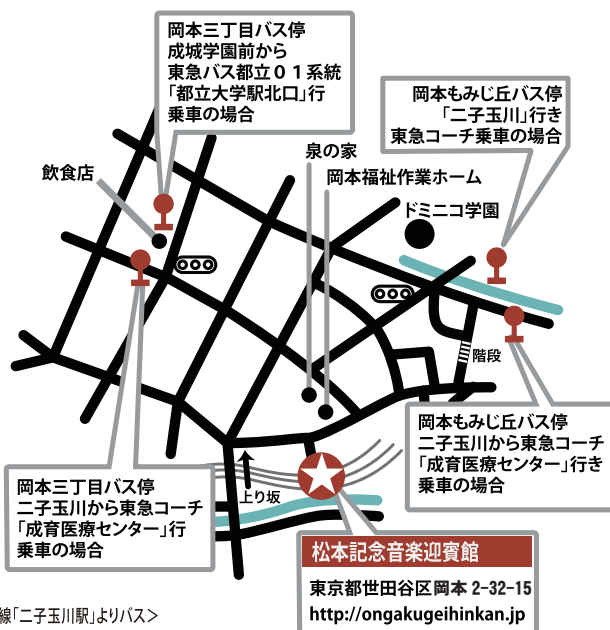 岡本三丁目バス停
成城学園前から
東急バス都立０１系統
「都立大学駅北口」行
乗車の場合
岡本もみじ丘バス停
「二子玉川」行き
東急コーチ乗車の場合
泉の家
飲食店
岡本福祉作業ホーム
ドミニコ学園
階段
岡本もみじ丘バス停
二子玉川から東急コーチ
「成育医療センター」行き
乗車の場合
岡本三丁目バス停
二子玉川から東急コーチ
「成育医療センター」行
乗車の場合
上り坂
松本記念音楽迎賓館
東京都世田谷区岡本 2-32-15
http://ongakugeihinkan.jp
線「二子玉川駅」よりバス＞